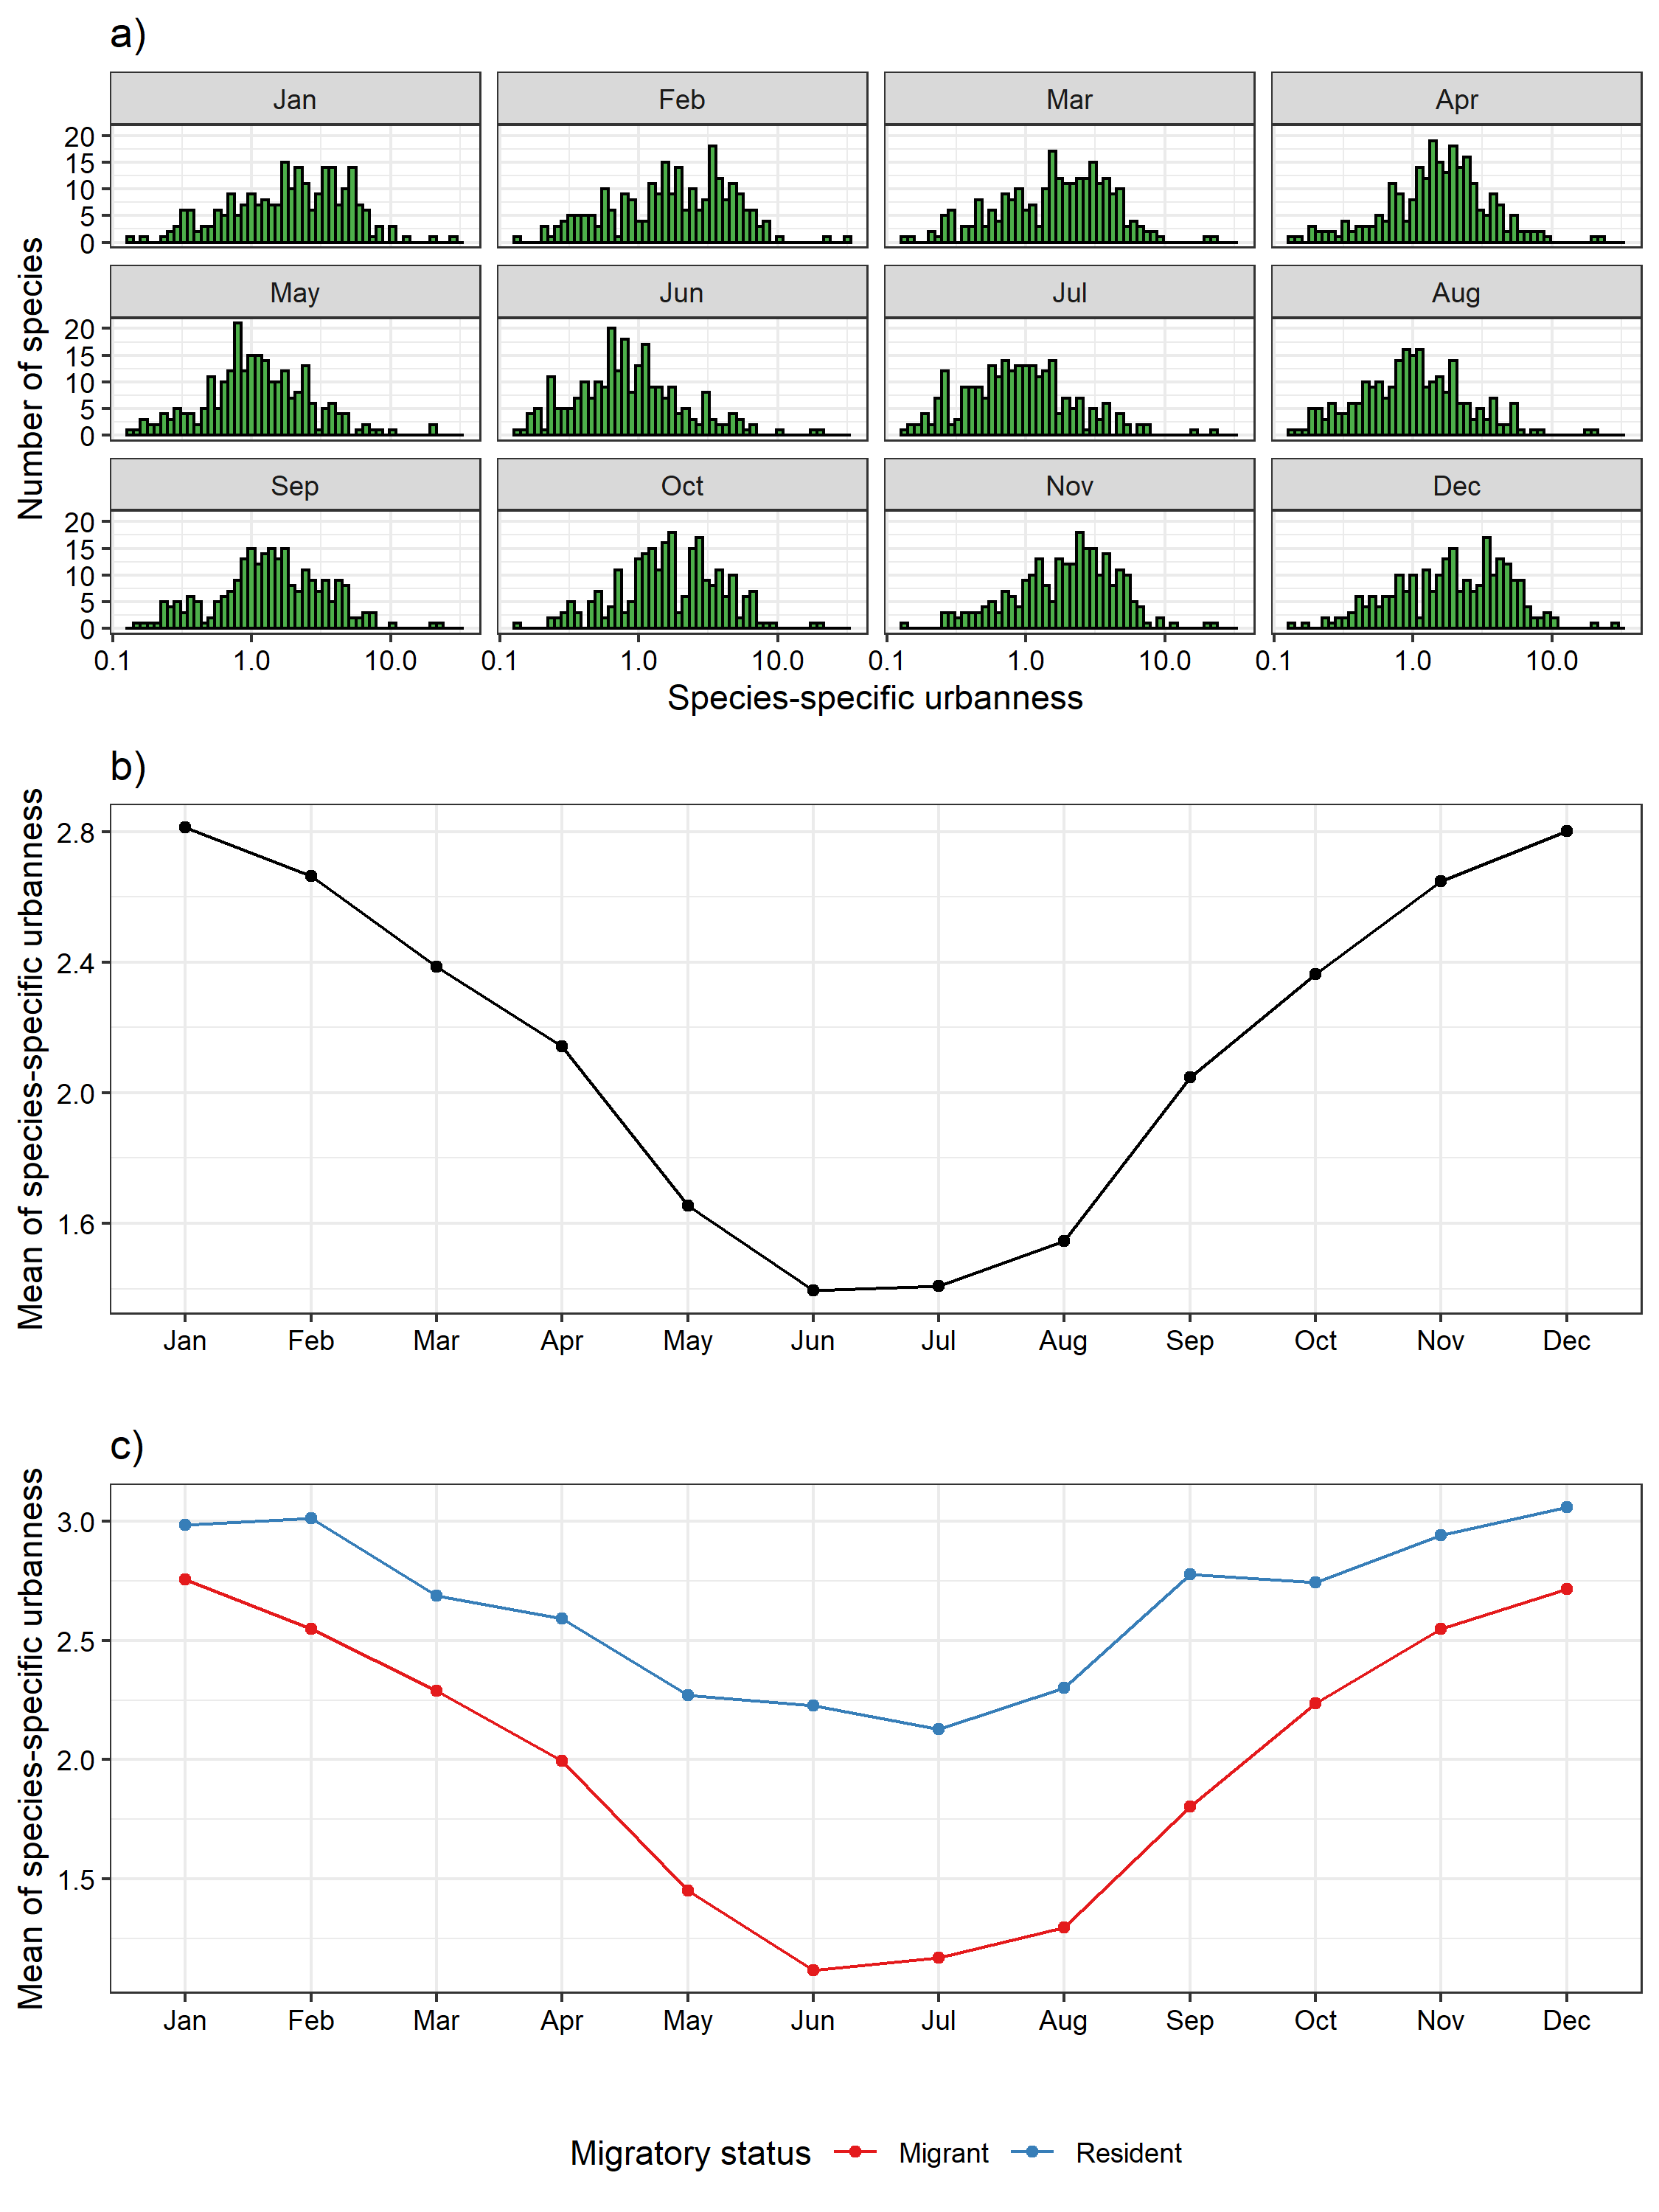 a)
Jan Feb Mar Apr
20
15
10
5
0
May Jun Jul Aug
20
15
10
5
0
Sep Oct Nov Dec
20
15
10
5
0
0.1 1.0 10.0 0.1 1.0 10.0 0.1 1.0 10.0 0.1 1.0 10.0
Number of species
Species-specific urbanness
b)
Mean of species-specific urbanness
2.8
2.4
2.0
1.6
Jan Feb Mar Apr May Jun Jul Aug Sep Oct Nov Dec
c)
Mean of species-specific urbanness
3.0
2.5
2.0
1.5
Jan Feb Mar Apr May Jun Jul Aug Sep Oct Nov Dec
Migratory status Migrant Resident